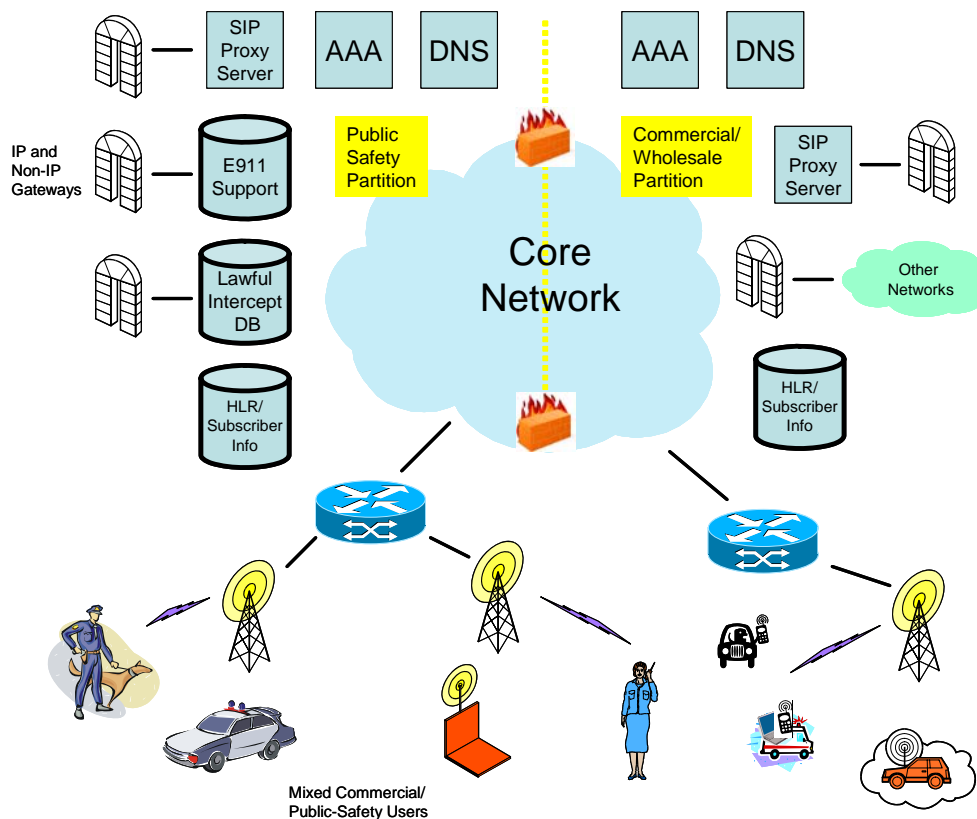 SIP
Proxy
Server
AAA
DNS
AAA
DNS
IP and
Non-IP
Gateways
E911
Support
Public
Safety
Partition
Commercial/
Wholesale
Partition
SIP
Proxy
Server
Core
Network
Lawful
Intercept
DB
Other
Networks
HLR/
Subscriber
Info
HLR/
Subscriber
Info
Mixed Commercial/
Public-Safety Users